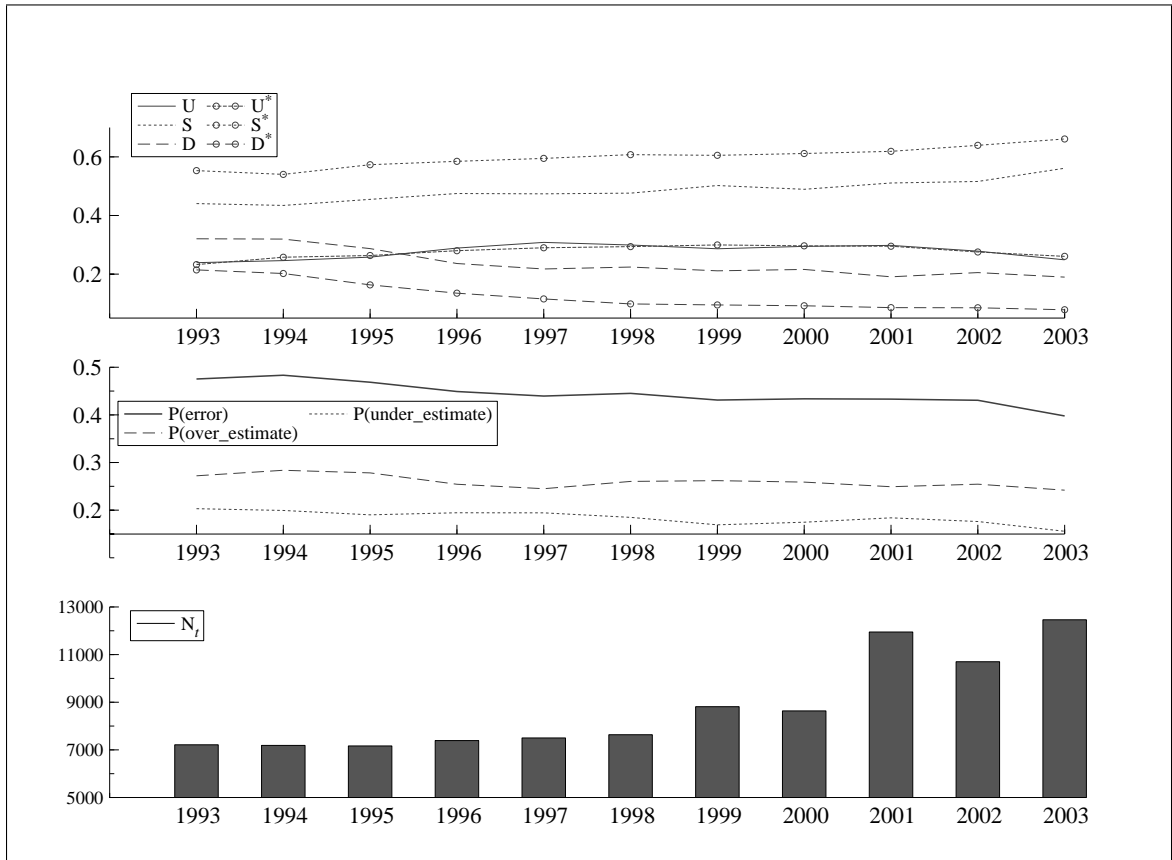 U U*
S S*
D D*
0.6
0.4
0.2
1993 1994 1995 1996 1997 1998 1999 2000 2001 2002 2003
0.5
P(error) P(under_estimate)
0.4
P(over_estimate)
0.3
0.2
1993 1994 1995 1996 1997 1998 1999 2000 2001 2002 2003
13000
N_t
11000
9000
7000
5000
1993 1994 1995 1996 1997 1998 1999 2000 2001 2002 2003